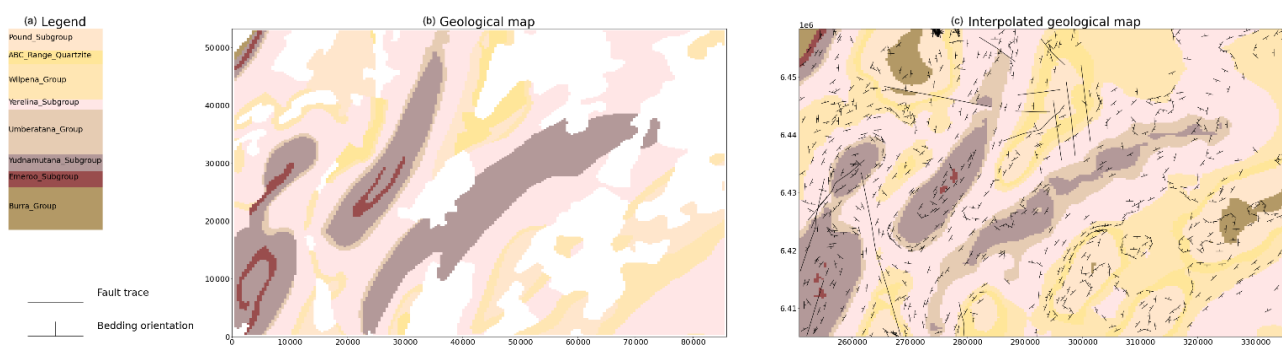 (a) Legend
Pound_Subgroup
ABC_Range_Quartzite
Wilpena_Group
Yerelina_Subgroup
Umberatana_Group
Yudnamutana_Subgroup
Emeroo_Subgroup
Burra_Group
Fault trace
Bedding orientation
(b) Geological map
50000
40000
30000
20000
10000
0
0 10000 20000 30000 40000 50000 60000 70000 80000
(c) Interpolated geological map
1e6
6.45
6.44
6.43
6.42
6.41
260000 270000 280000 290000 300000 310000 320000 330000